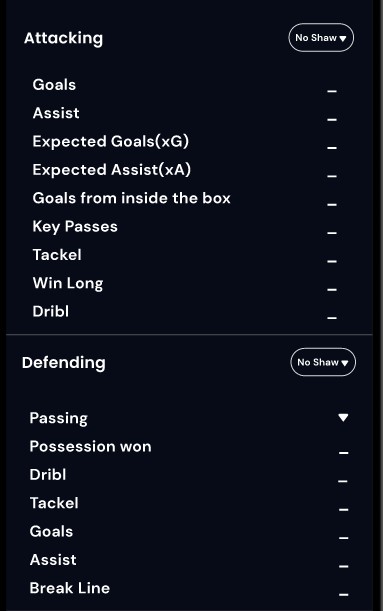 Attacking No Shaw ▼
Goals _
Assist _
Expected Goals(xG) _
Expected Assist(xA) _
Goals from inside the box _
Key Passes _
Tackel _
Win Long _
Dribl _
Defending No Shaw ▼
Passing ▼
Possession won _
Dribl _
Tackel _
Goals _
Assist _
Break Line _